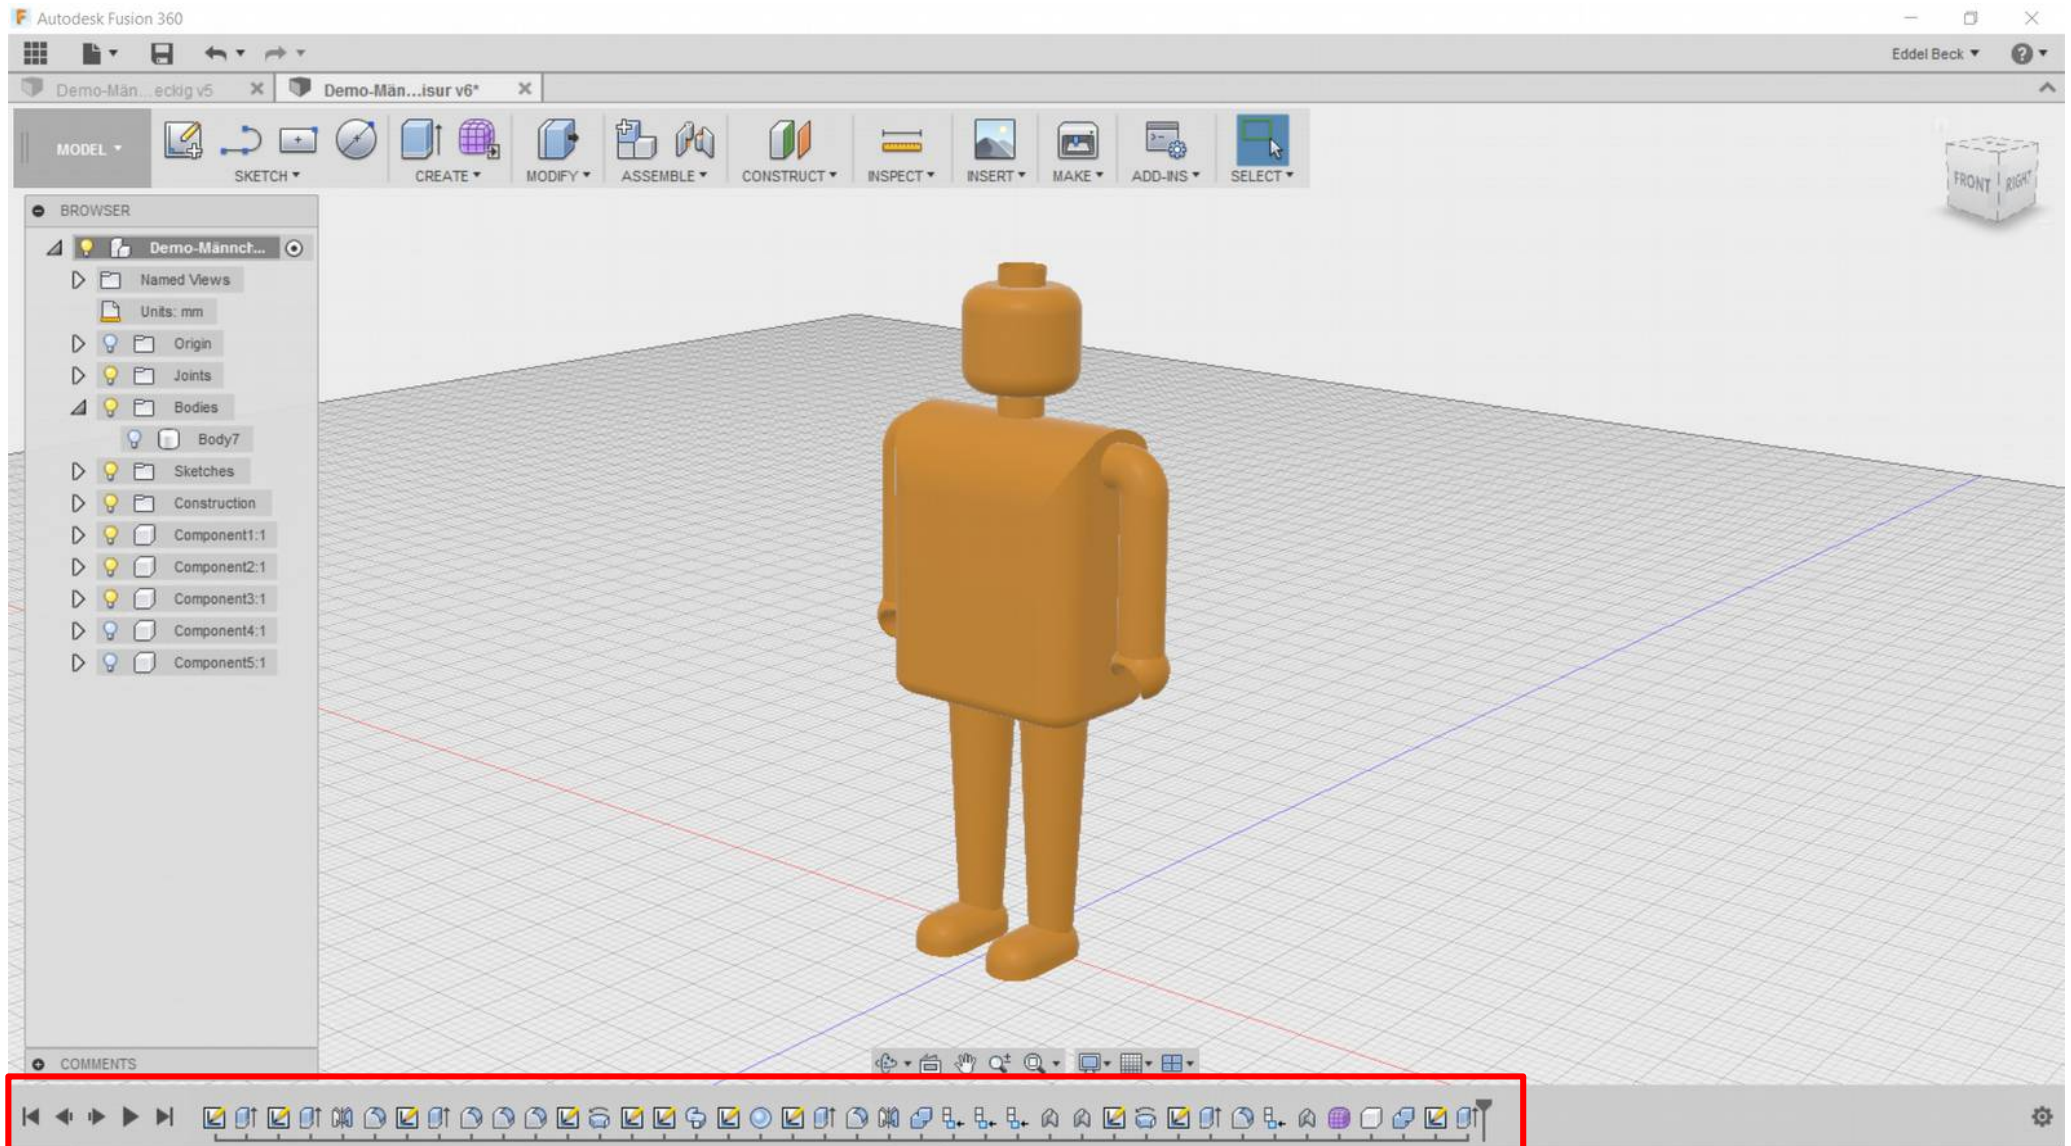 Autodesk Fusion 360
Eddel Beck
Demo-Män...eckig v5
Demo-Män...isur v6*
MODEL
SKETCH
CREATE
MODIFY
ASSEMBLE
CONSTRUCT
INSPECT
INSERT
MAKE
ADD-INS
SELECT
FRONT
RIGHT
BROWSER
Demo-Männch...
Named Views
Units: mm
Origin
Joints
Bodies
Body7
Sketches
Construction
Component1:1
Component2:1
Component3:1
Component4:1
Component5:1
COMMENTS